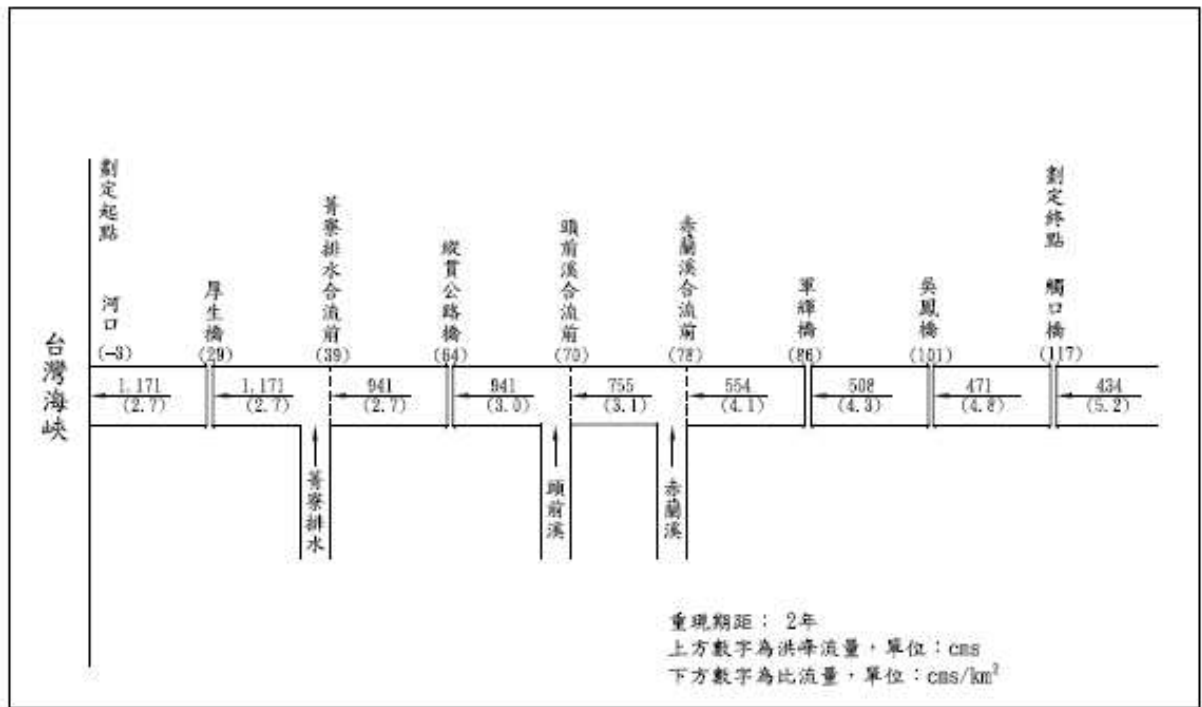 劃定起點 河口
(-3)
厚生橋
(29)
菁寮排水合流前
(39)
縱貫公路橋
(64)
頭前溪合流前
(70)
赤蘭溪合流前
(78)
軍輝橋
(86)
吳鳳橋
(101)
劃定終點 觸口橋
(117)
台灣海峽
1,171
(2.7)
1,171
(2.7)
941
(2.7)
941
(3.0)
755
(3.1)
554
(4.1)
508
(4.3)
471
(4.8)
434
(5.2)
菁寮排水
頭前溪
赤蘭溪
重現期距： 2年
上方數字為洪峰流量，單位：cms
下方數字為比流量，單位：cms/km²